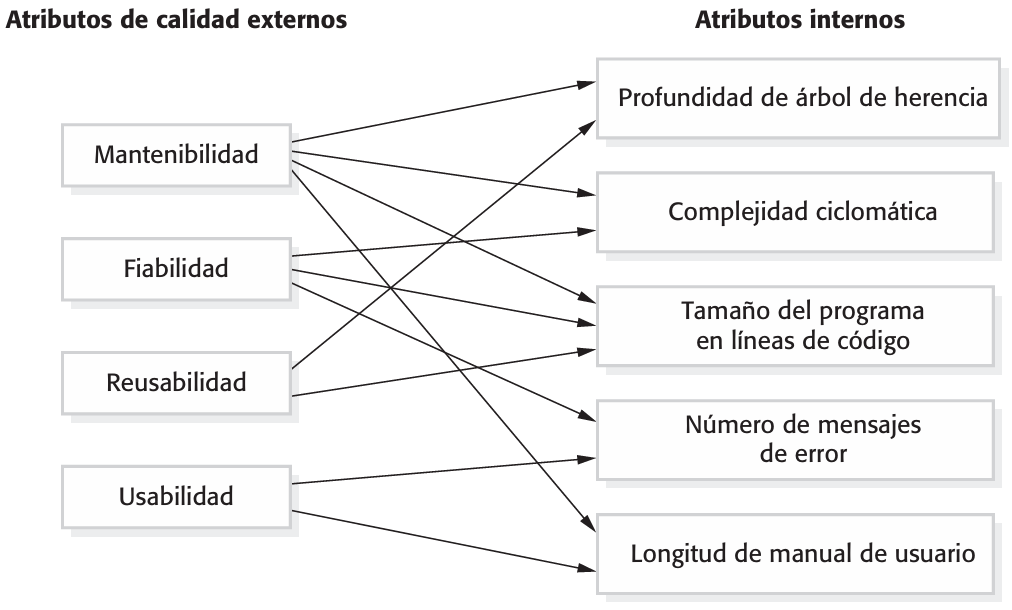 Atributos de calidad externos
Atributos internos
Mantenibilidad
Fiabilidad
Reusabilidad
Usabilidad
Profundidad de árbol de herencia
Complejidad ciclomática
Tamaño del programa
en líneas de código
Número de mensajes
de error
Longitud de manual de usuario